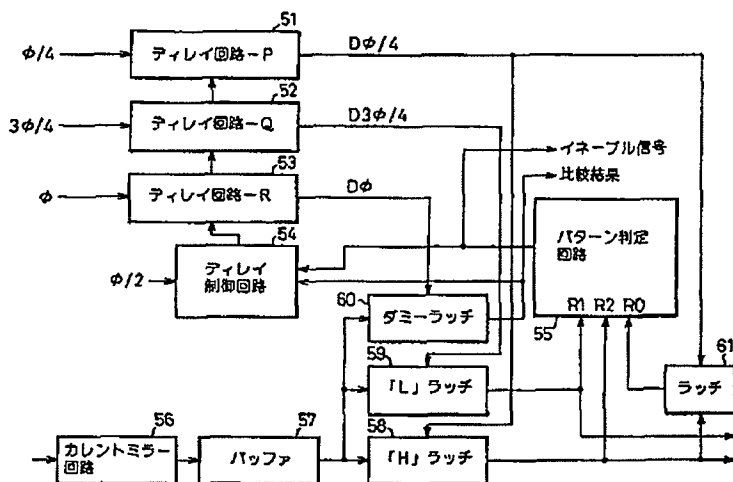 51
φ/4
ディレイ回路-P
Dφ/4
52
3φ/4
ディレイ回路-Q
D3φ/4
53
イネーブル信号
比較結果
φ
ディレイ回路-R
Dφ
54
φ/2
ディレイ
制御回路
パターン判定
回路
R1 R2 R0
55
60
ダミーラッチ
59
「L」ラッチ
61
ラッチ
56
カレントミラー
回路
57
バッファ
58
「H」ラッチ